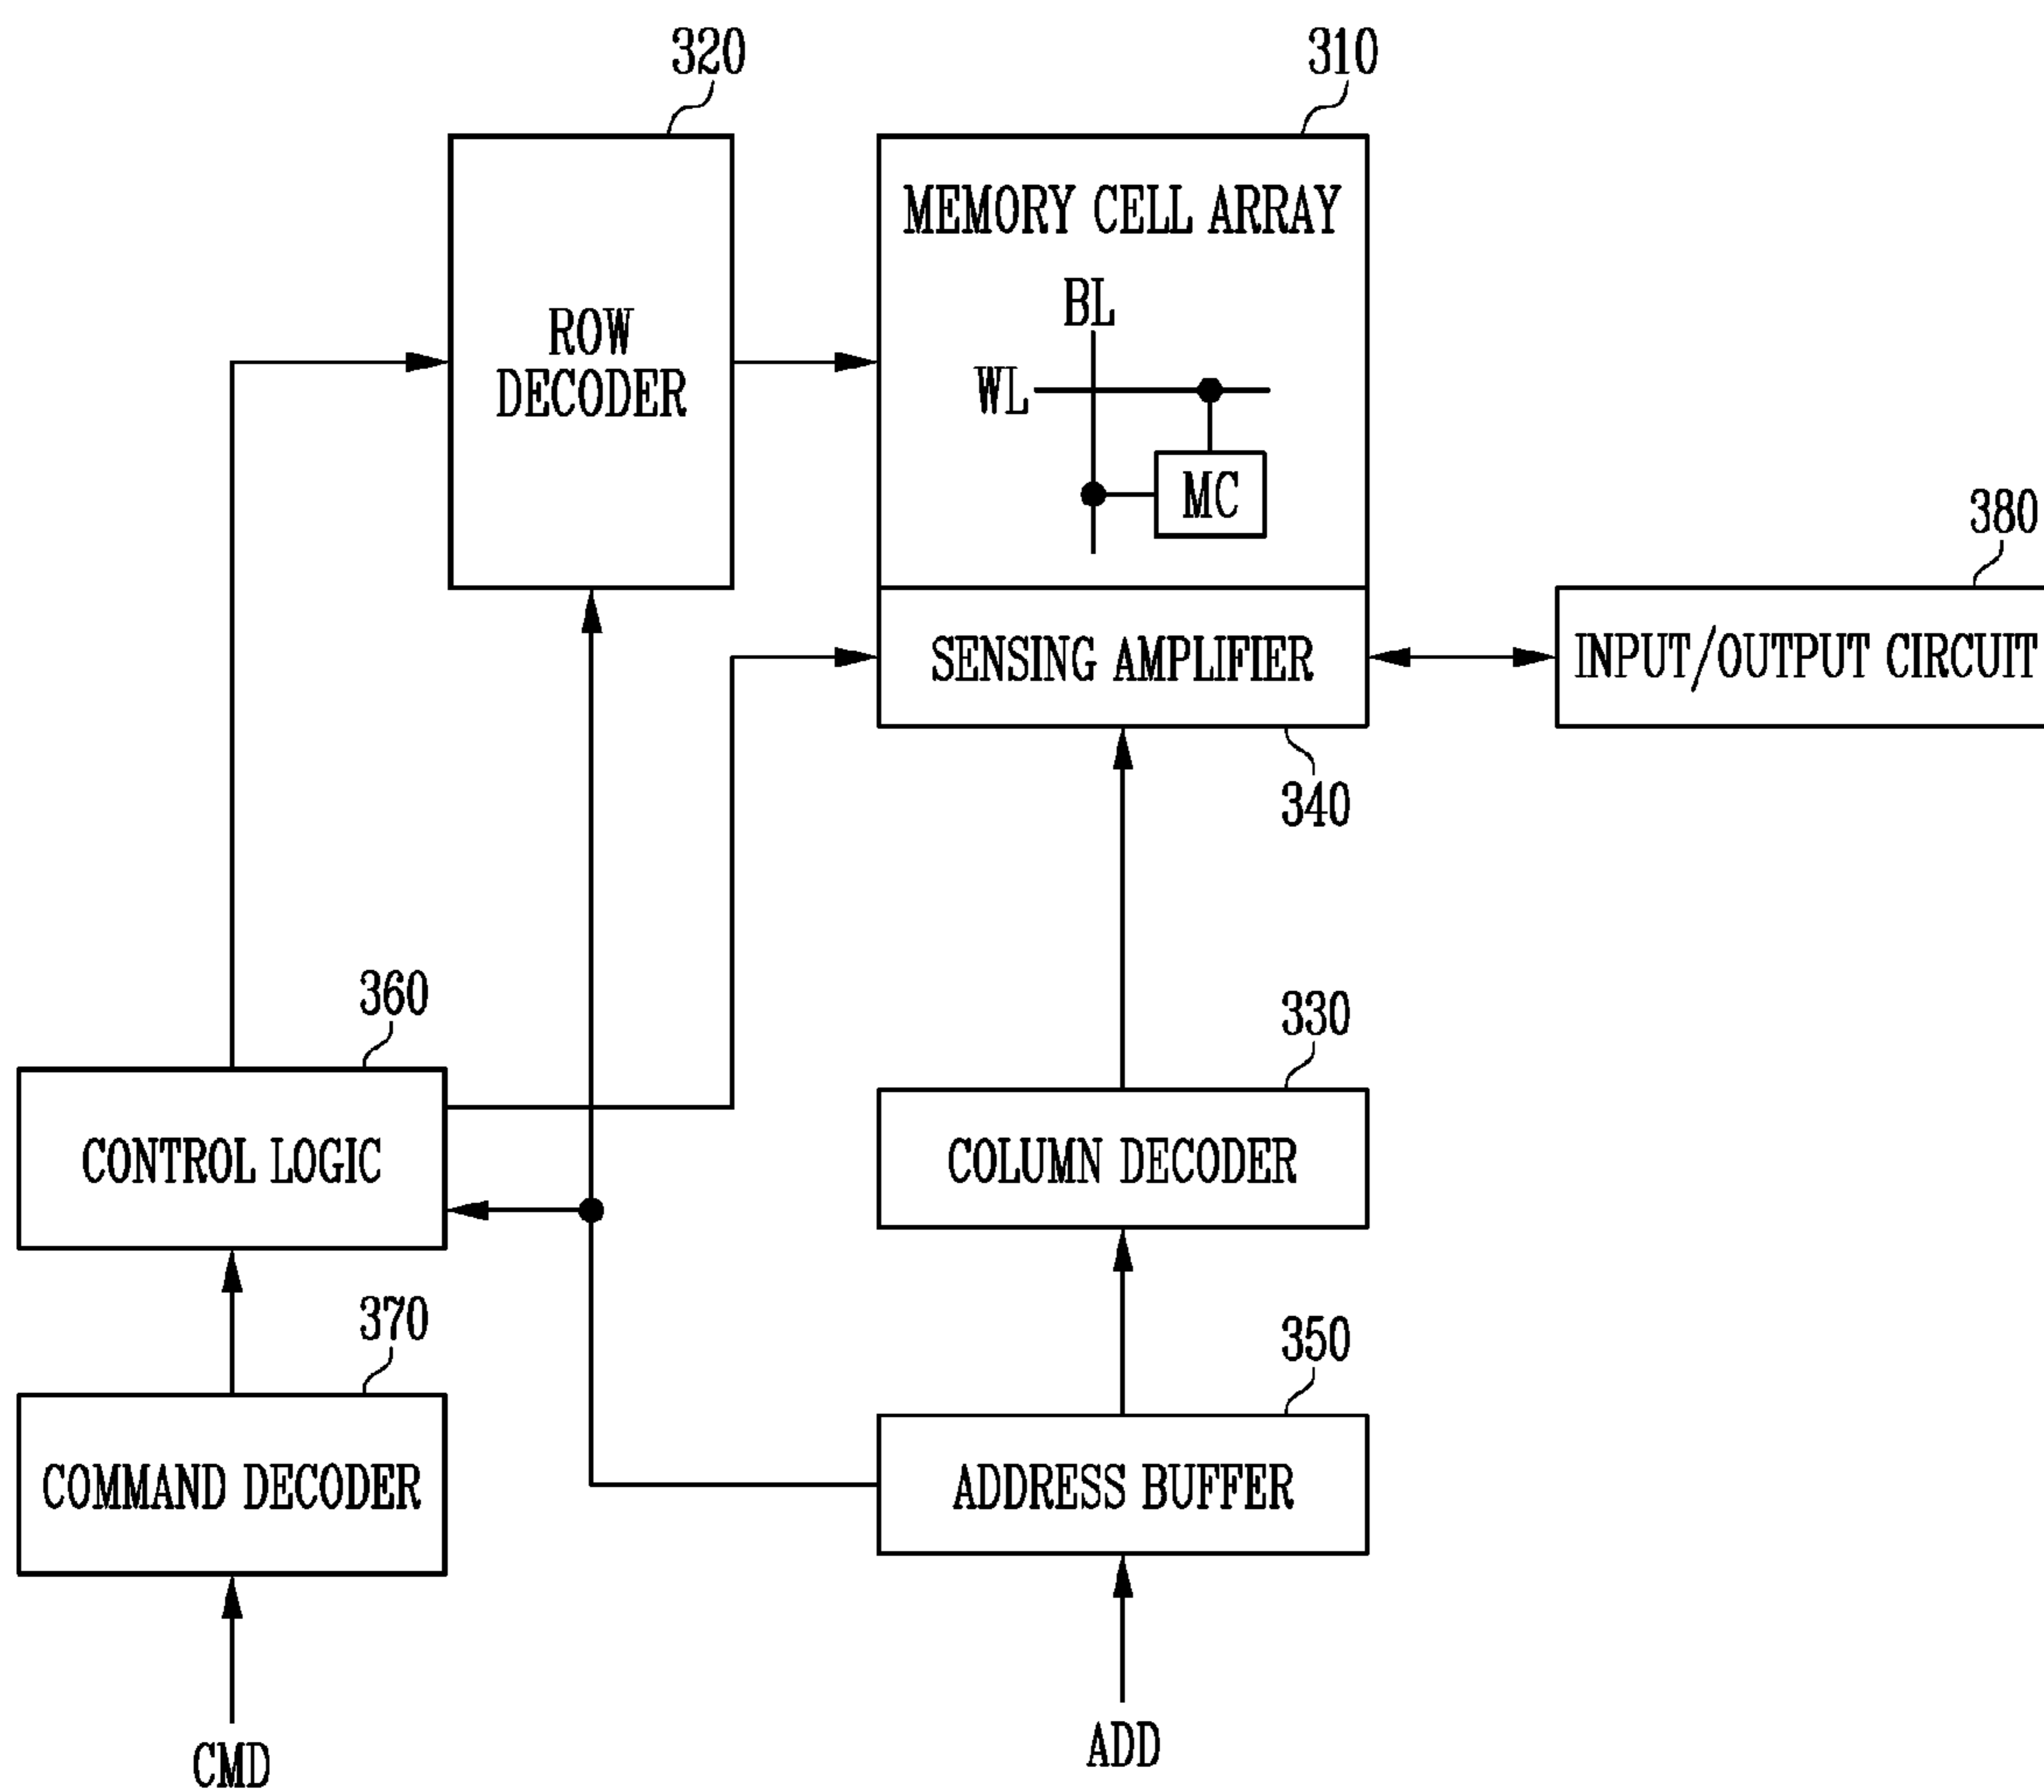 320
310
MEMORY CELL ARRAY
BL
ROW
DECODER
WL
MC
380
SENSING AMPLIFIER
INPUT/OUTPUT CIRCUIT
340
360
330
CONTROL LOGIC
COLUMN DECODER
370
350
COMMAND DECODER
ADDRESS BUFFER
CMD
ADD